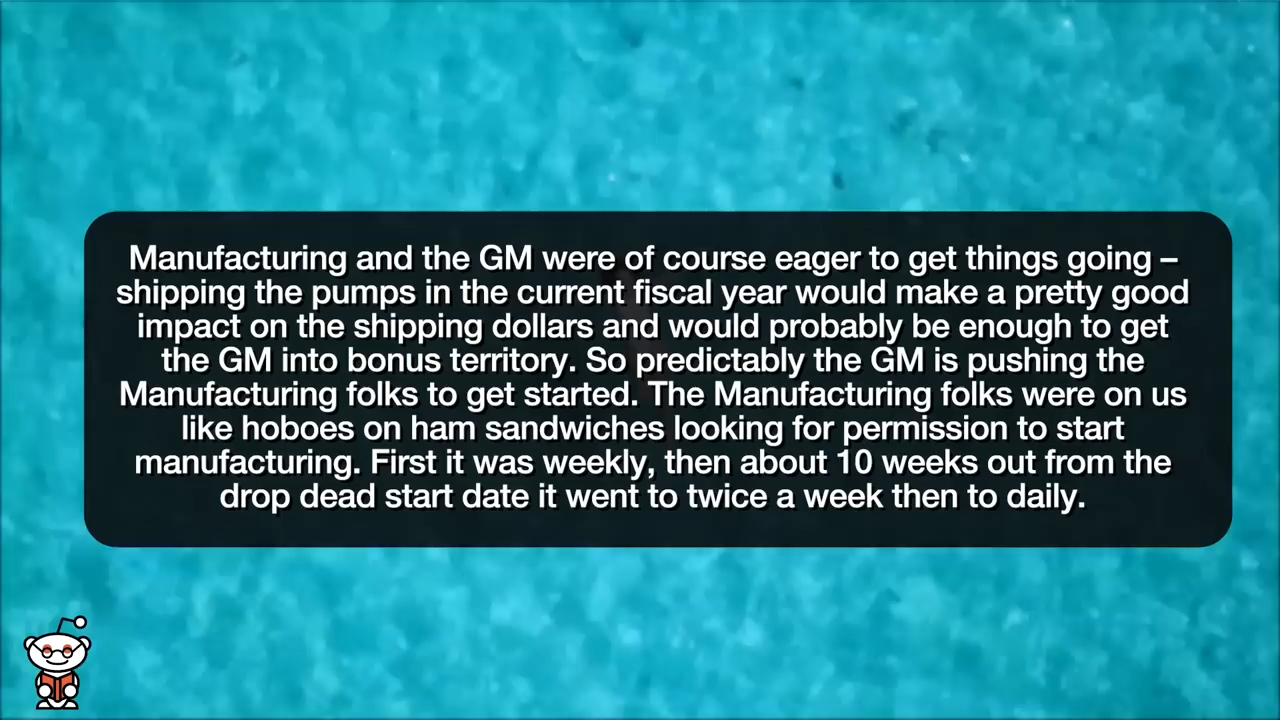 Manufacturing and the GM were of course eager to get things going –
shipping the pumps in the current fiscal year would make a pretty good
impact on the shipping dollars and would probably be enough to get
the GM into bonus territory. So predictably the GM is pushing the
Manufacturing folks to get started. The Manufacturing folks were on us
like hoboes on ham sandwiches looking for permission to start
manufacturing. First it was weekly, then about 10 weeks out from the
drop dead start date it went to twice a week then to daily.